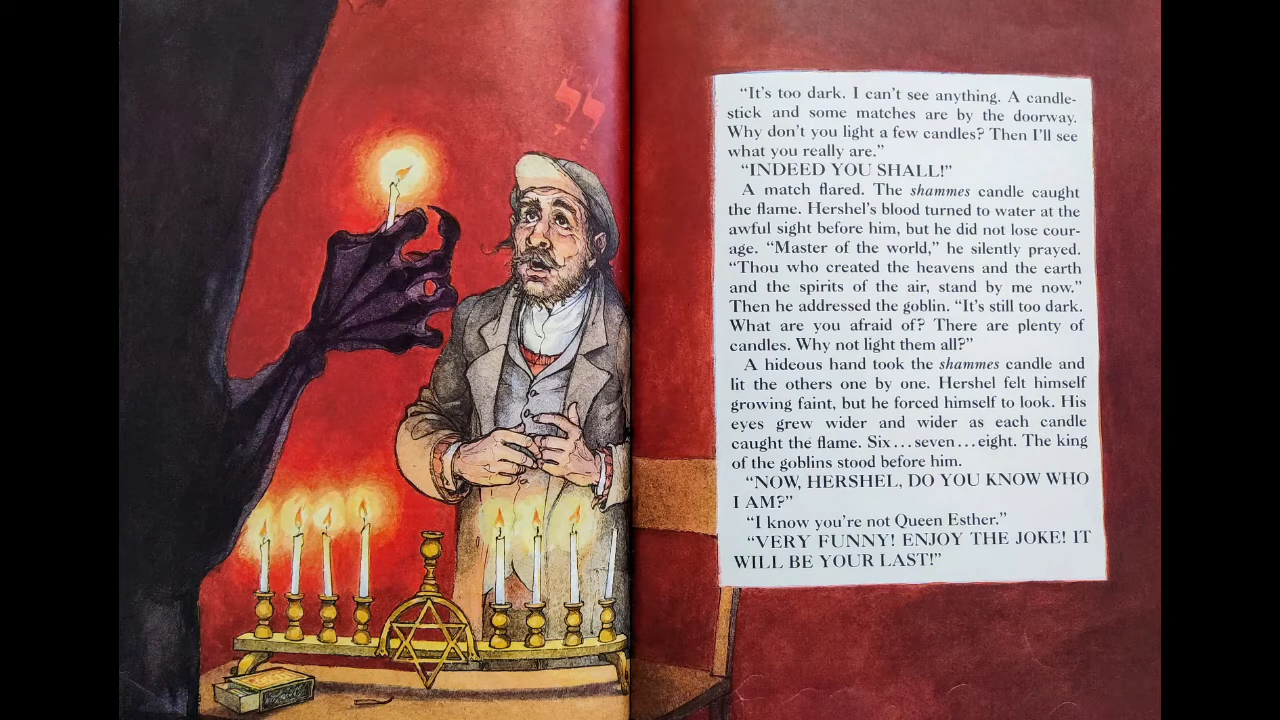 יי
“It’s too dark. I can’t see anything. A candle-
stick and some matches are by the doorway.
Why don’t you light a few candles? Then I’ll see
what you really are.”
“INDEED YOU SHALL!”
A match flared. The shammes candle caught
the flame. Hershel’s blood turned to water at the
awful sight before him, but he did not lose cour-
age. “Master of the world,” he silently prayed.
“Thou who created the heavens and the earth
and the spirits of the air, stand by me now.”
Then he addressed the goblin. “It’s still too dark.
What are you afraid of? There are plenty of
candles. Why not light them all?”
A hideous hand took the shammes candle and
lit the others one by one. Hershel felt himself
growing faint, but he forced himself to look. His
eyes grew wider and wider as each candle
caught the flame. Six . . . seven . . . eight. The king
of the goblins stood before him.
“NOW, HERSHEL, DO YOU KNOW WHO
I AM?”
“I know you’re not Queen Esther.”
“VERY FUNNY! ENJOY THE JOKE! IT
WILL BE YOUR LAST!”